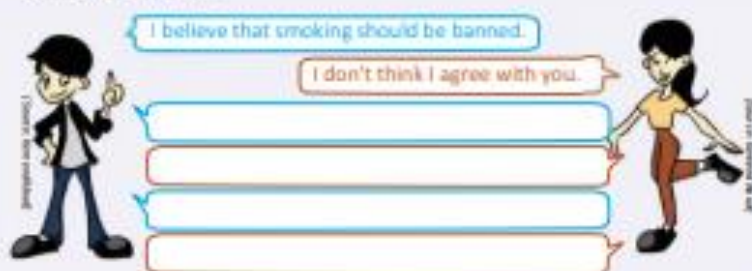 I believe that smoking should be banned.
I don't think I agree with you.